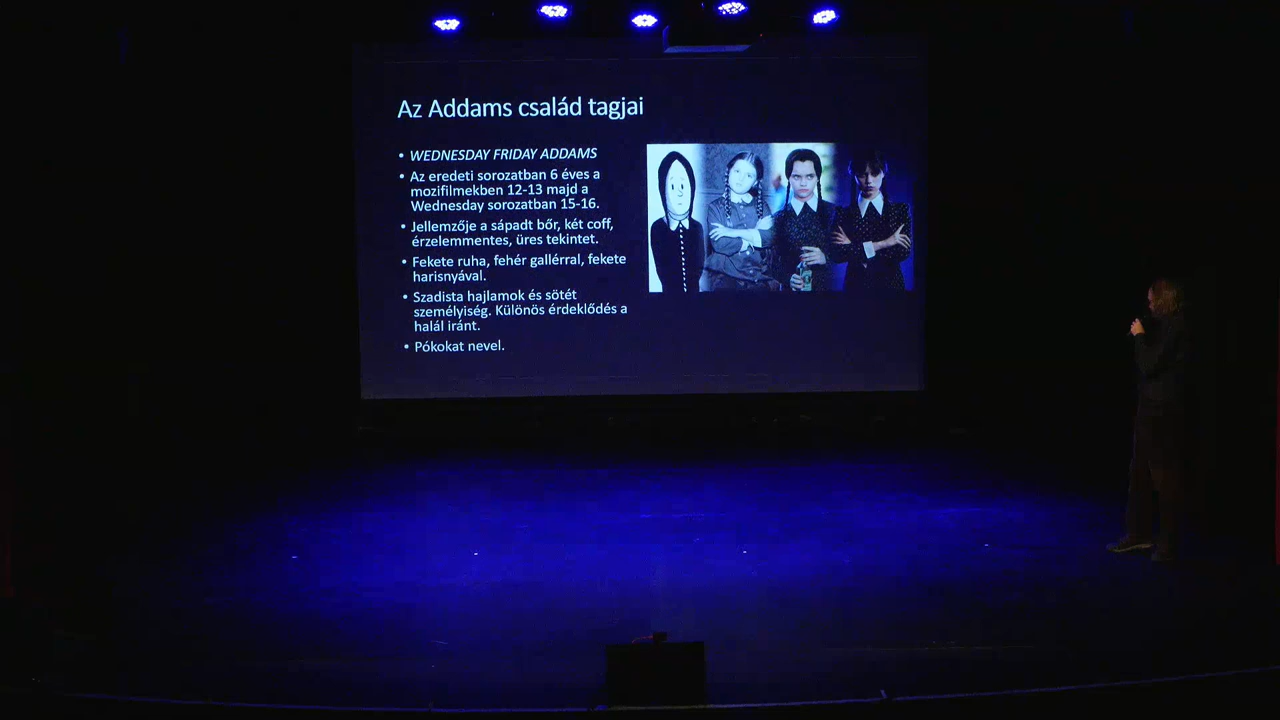 Az Addams család tagjai
• WEDNESDAY FRIDAY ADDAMS
• Az eredeti sorozatban 6 éves a
mozifilmekben 12-13 majd a
Wednesday sorozatban 15-16.
• Jellemzője a sápadt bőr, két coff,
érzelemmentes, üres tekintet.
• Fekete ruha, fehér gallérral, fekete
harisnyával.
• Szadista hajlamok és sötét
személyiség. Különös érdeklődés a
halál iránt.
• Pókokat nevel.